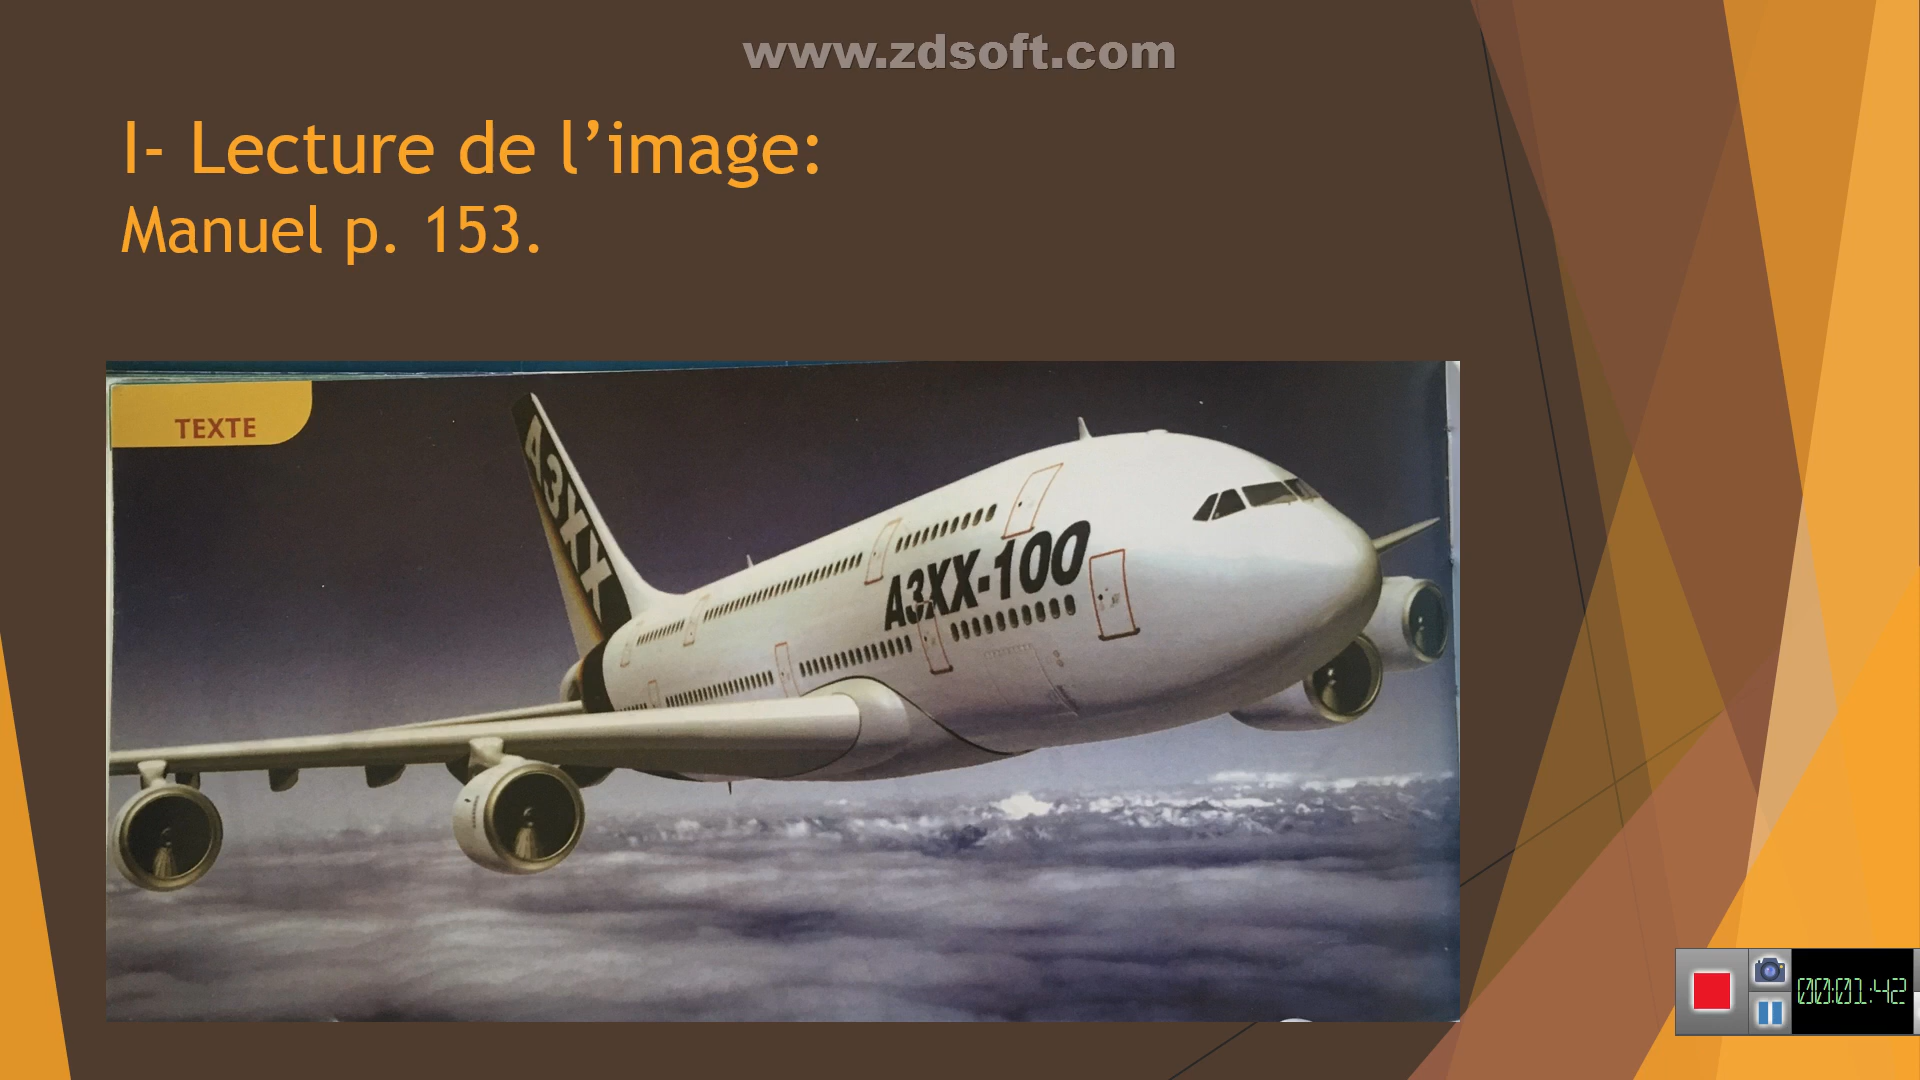 www.zdsoft.com
I- Lecture de l’image:
Manuel p. 153.
TEXTE
A3XX
A3XX-100
00:01:42